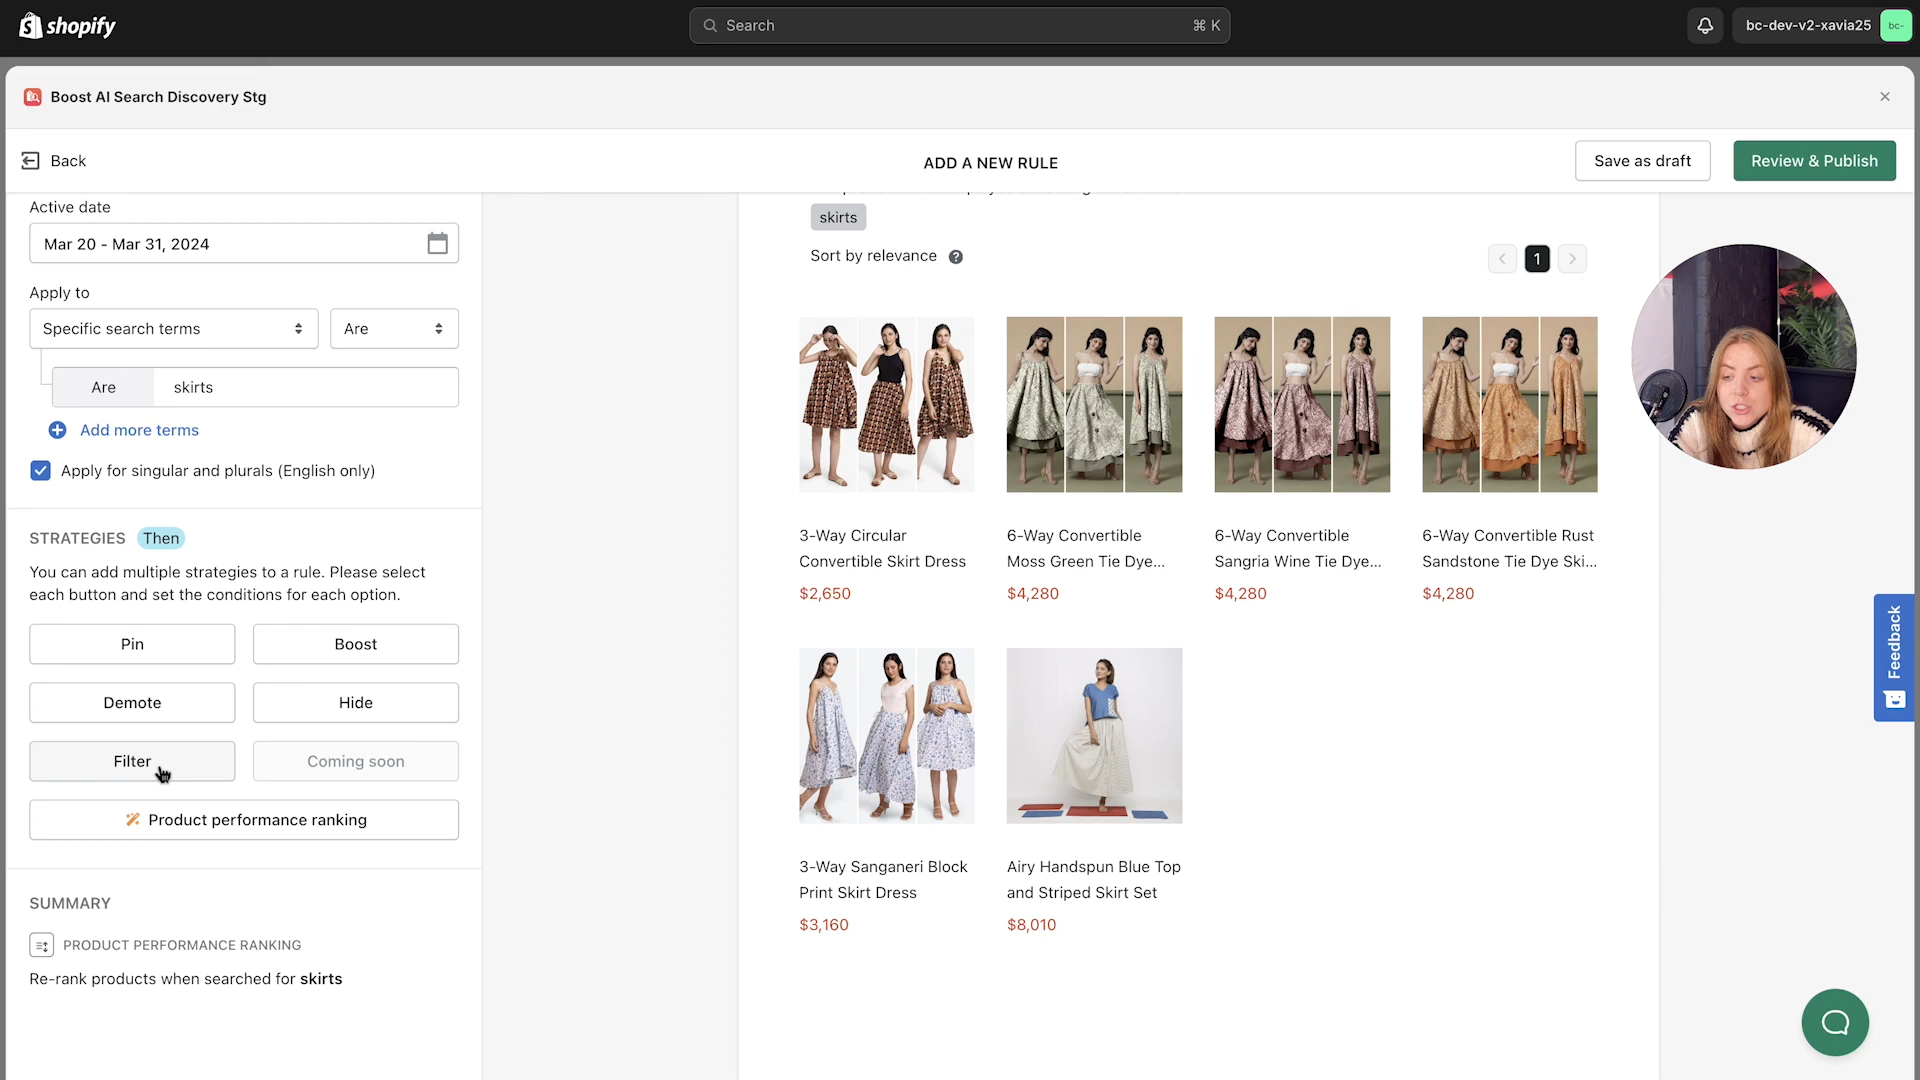 shopify
Search
⌘ K
bc-dev-v2-xavia25
bc-
Boost AI Search Discovery Stg
Back
ADD A NEW RULE
Save as draft
Review & Publish
Active date
Mar 20 - Mar 31, 2024
Apply to
Specific search terms
Are
Are
skirts
Add more terms
Apply for singular and plurals (English only)
STRATEGIES
Then
You can add multiple strategies to a rule. Please select
each button and set the conditions for each option.
Pin
Boost
Demote
Hide
Filter
Coming soon
Product performance ranking
SUMMARY
PRODUCT PERFORMANCE RANKING
Re-rank products when searched for skirts
skirts
Sort by relevance
?
1
3-Way Circular
Convertible Skirt Dress
$2,650
6-Way Convertible
Moss Green Tie Dye...
$4,280
6-Way Convertible
Sangria Wine Tie Dye...
$4,280
6-Way Convertible Rust
Sandstone Tie Dye Ski...
$4,280
3-Way Sanganeri Block
Print Skirt Dress
$3,160
Airy Handspun Blue Top
and Striped Skirt Set
$8,010
Feedback